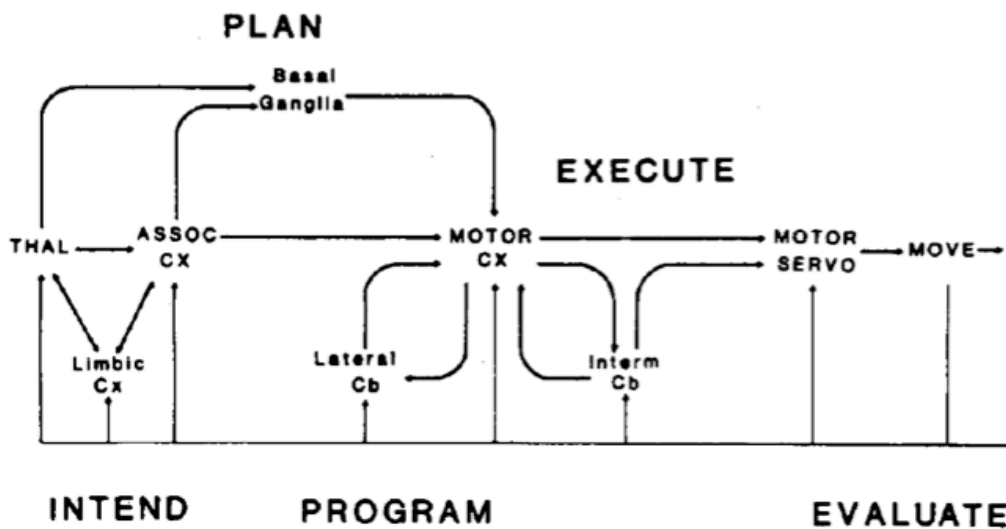 PLAN
Basal
Ganglia
EXECUTE
THAL
ASSOC
CX
MOTOR
CX
MOTOR
SERVO
MOVE
Limbic
Cx
Lateral
Cb
Interm
Cb
INTEND
PROGRAM
EVALUATE